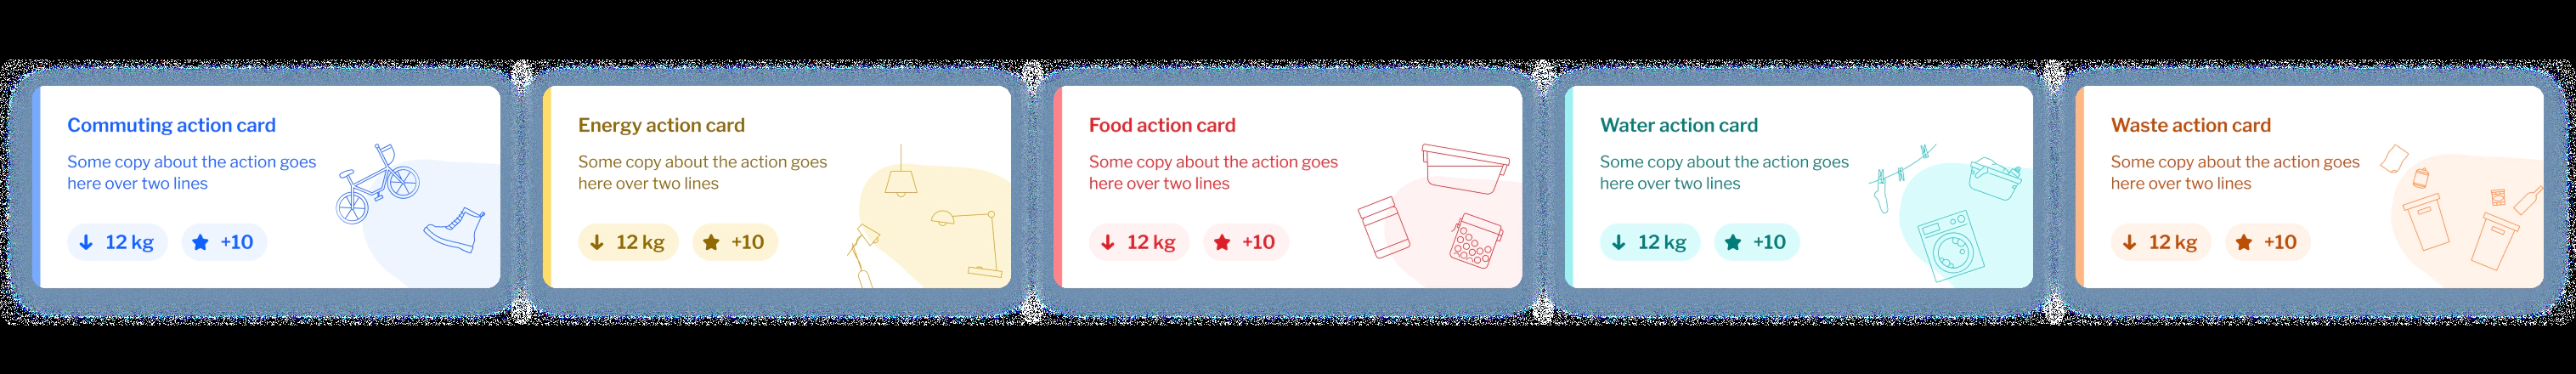 Commuting action card
Some copy about the action goes
here over two lines
12 kg
+10
Energy action card
Some copy about the action goes
here over two lines
12 kg
+10
Food action card
Some copy about the action goes
here over two lines
12 kg
+10
Water action card
Some copy about the action goes
here over two lines
12 kg
+10
Waste action card
Some copy about the action goes
here over two lines
12 kg
+10